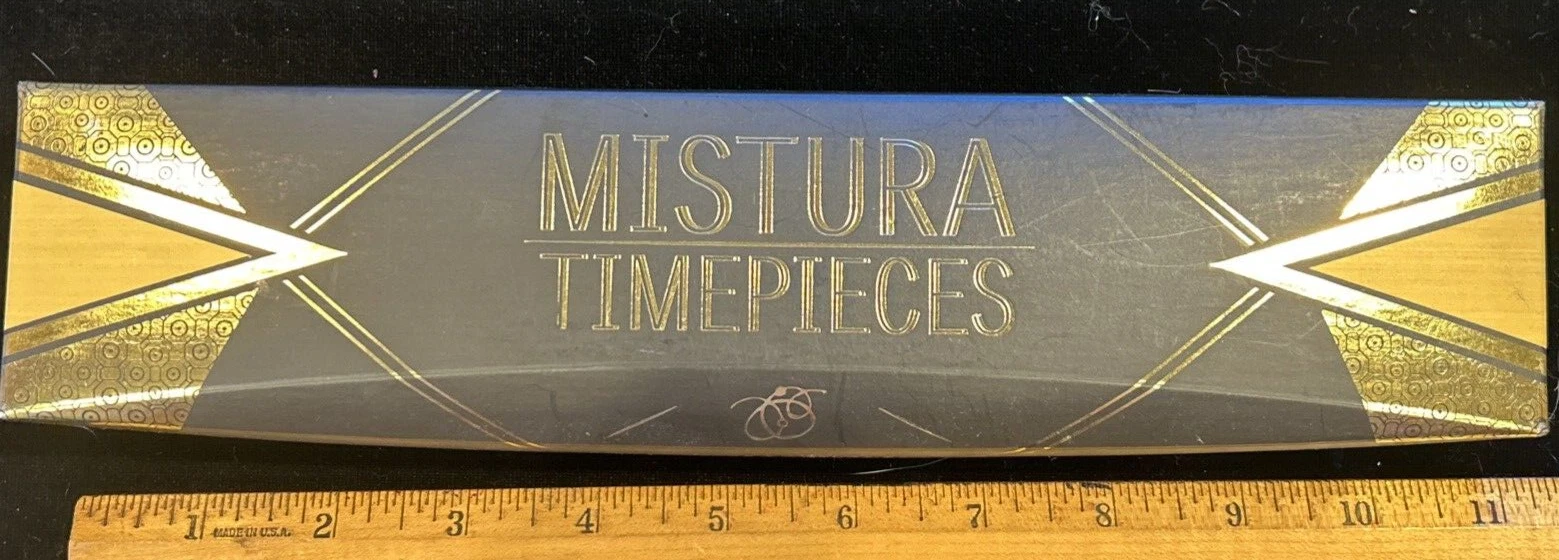 MISTURA
TIMEPIECES
1 2 3 4 5 6 7 8 9 10 11
MADE IN U.S.A.